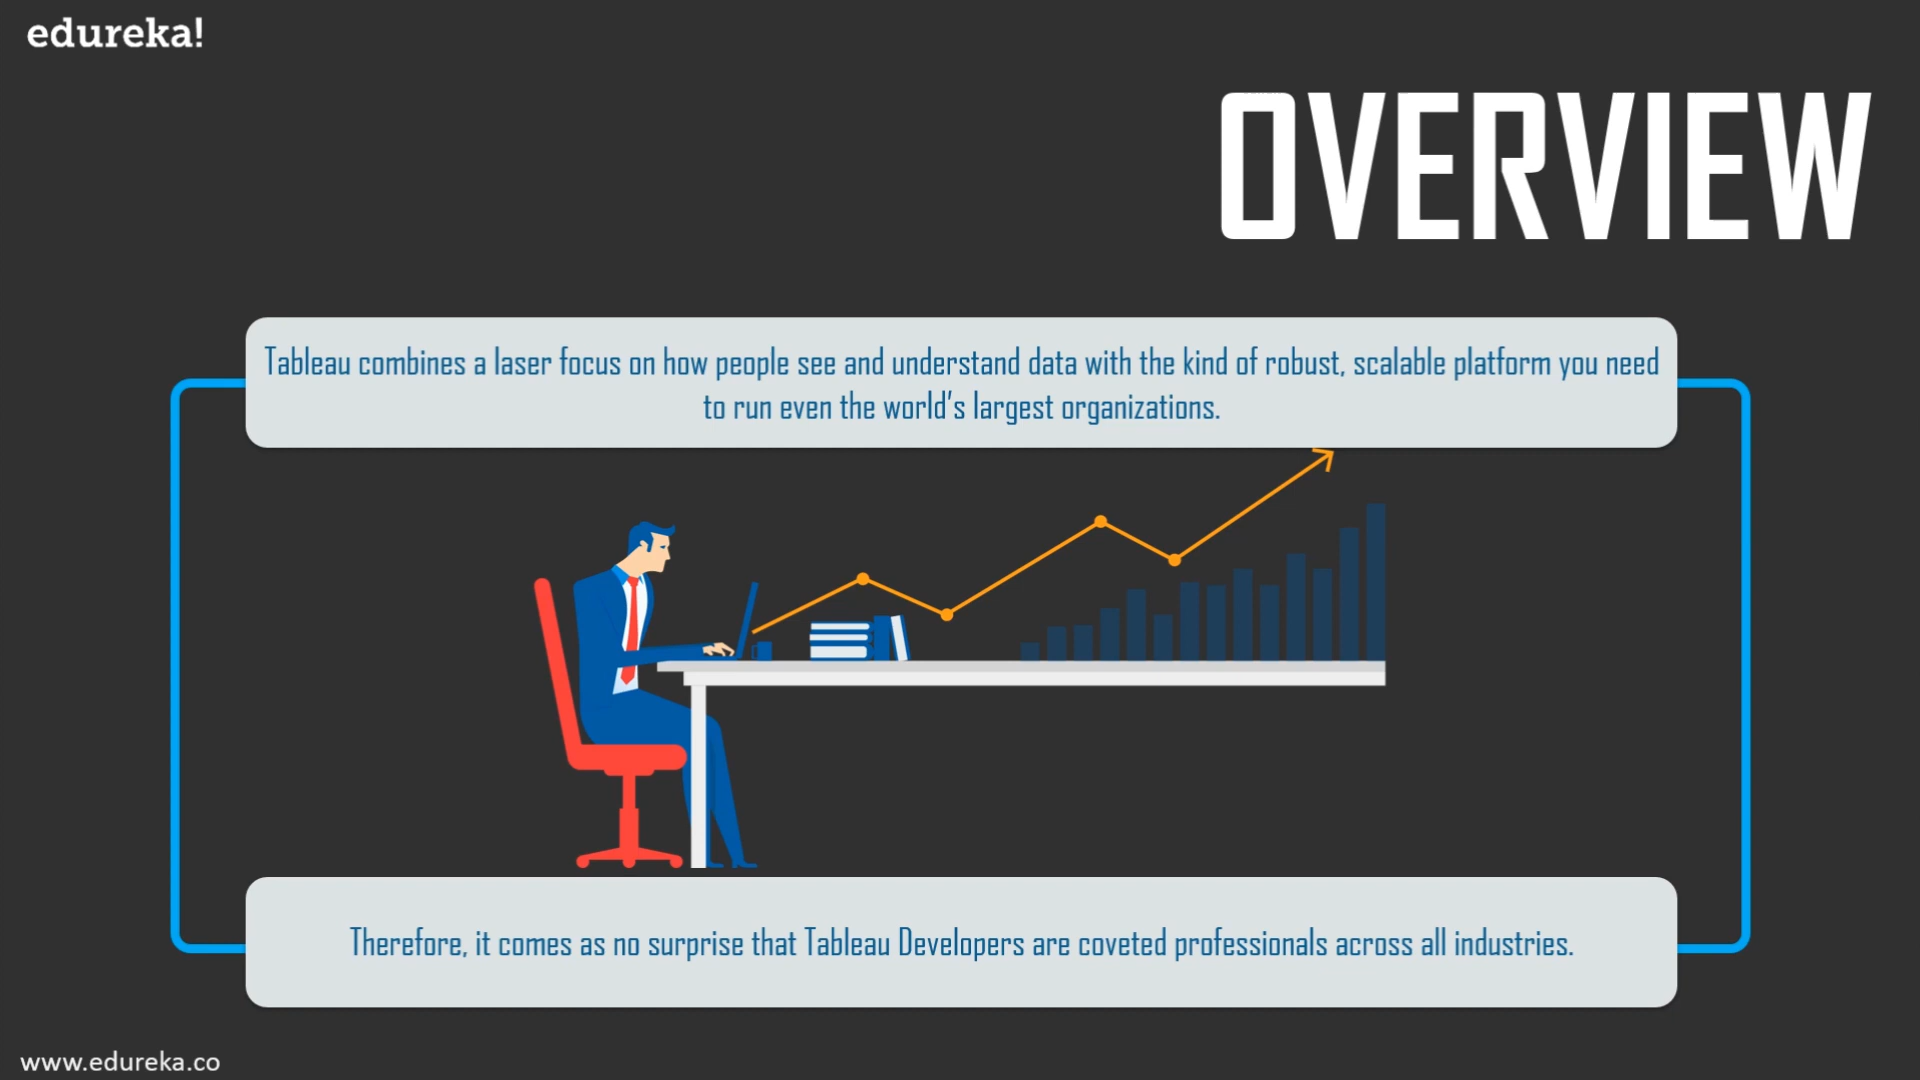 edureka!
OVERVIEW
Tableau combines a laser focus on how people see and understand data with the kind of robust, scalable platform you need
to run even the world's largest organizations.
Therefore, it comes as no surprise that Tableau Developers are coveted professionals across all industries.
www.edureka.co